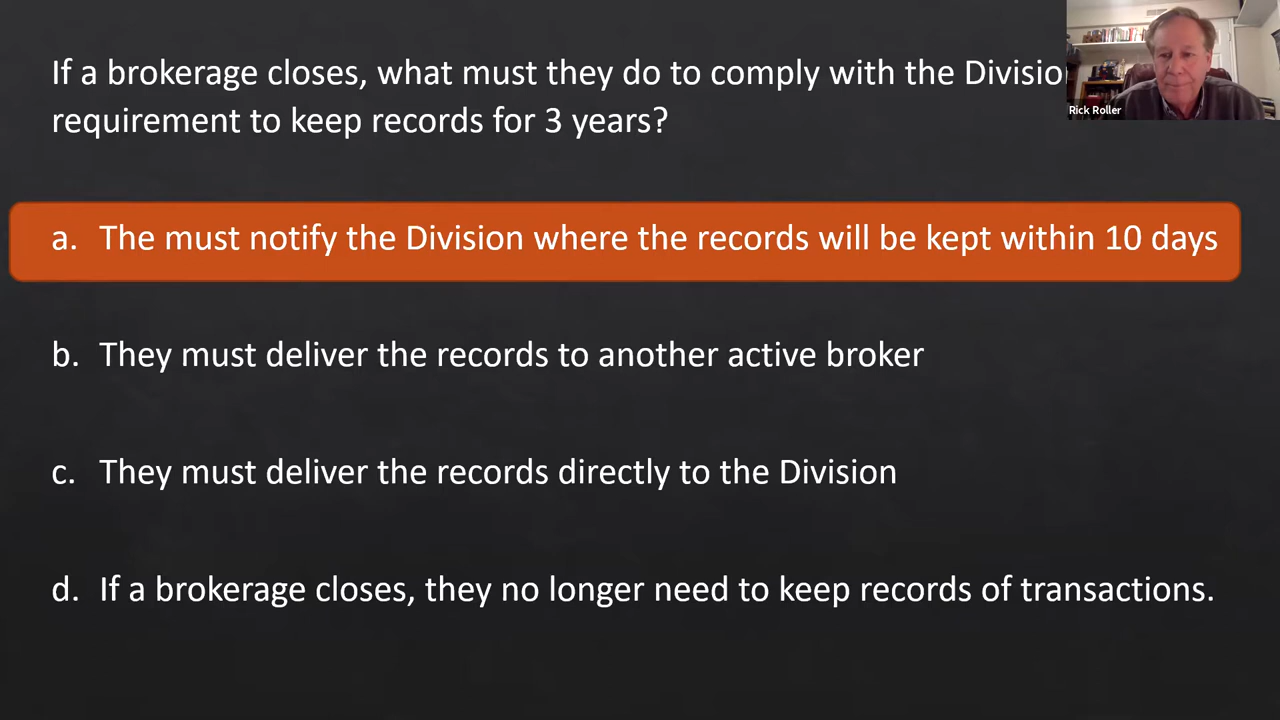 If a brokerage closes, what must they do to comply with the Divisio
requirement to keep records for 3 years?
Rick Roller
a. The must notify the Division where the records will be kept within 10 days
b. They must deliver the records to another active broker
c. They must deliver the records directly to the Division
d. If a brokerage closes, they no longer need to keep records of transactions.